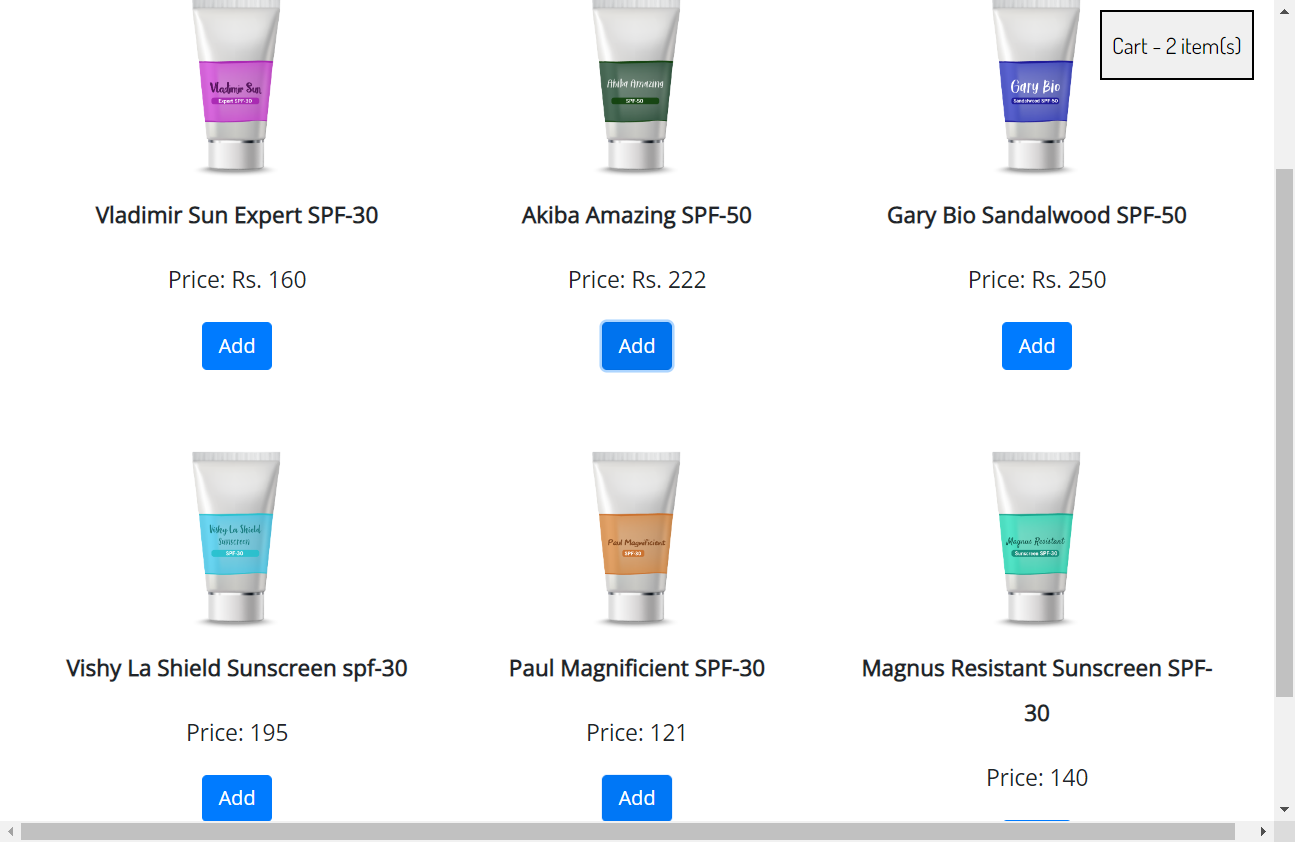 Cart - 2 item(s)
Vladimir Sun
Expert SPF-30
Akiba Amazing
SPF-50
Gary Bio
Sandalwood SPF-50
Vladimir Sun Expert SPF-30
Akiba Amazing SPF-50
Gary Bio Sandalwood SPF-50
Price: Rs. 160
Price: Rs. 222
Price: Rs. 250
Add
Add
Add
Vishy La Shield
Sunscreen
SPF-30
Paul Magnificient
SPF-30
Magnus Resistant
Sunscreen SPF-30
Vishy La Shield Sunscreen spf-30
Paul Magnificient SPF-30
Magnus Resistant Sunscreen SPF-
30
Price: 195
Price: 121
Price: 140
Add
Add